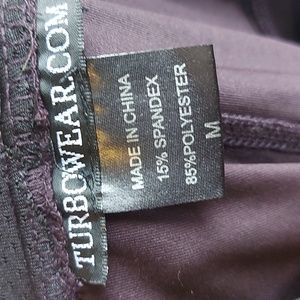 TURBOWEAR.COM
MADE IN CHINA
15% SPANDEX
85%POLYESTER
M